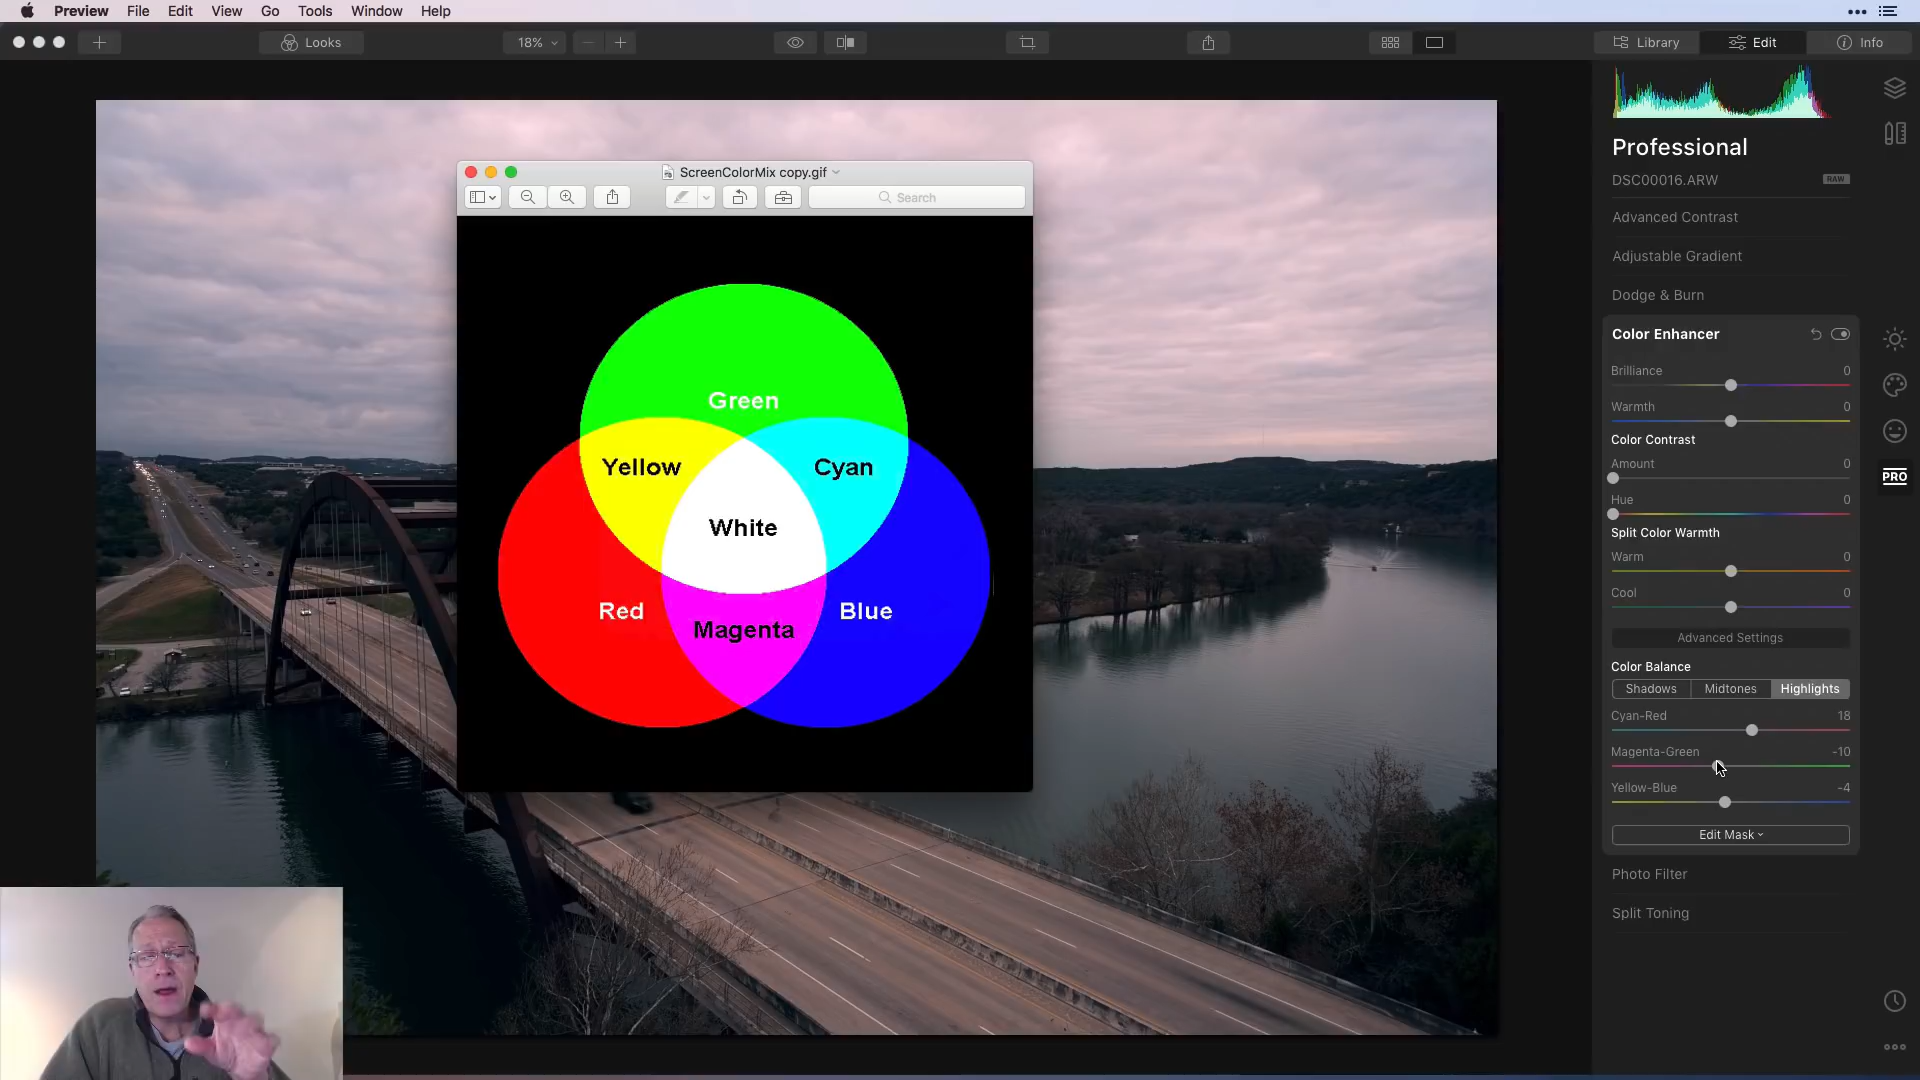 Preview File Edit View Go Tools Window Help
Looks
18%
Library
Edit
Info
ScreenColorMix copy.gif
Search
Green
Yellow
Cyan
White
Red
Blue
Magenta
Professional
DSC00016.ARW
RAW
Advanced Contrast
Adjustable Gradient
Dodge & Burn
Color Enhancer
Brilliance 0
Warmth 0
Color Contrast
Amount 0
Hue 0
Split Color Warmth
Warm 0
Cool 0
Advanced Settings
Color Balance
Shadows Midtones Highlights
Cyan-Red 18
Magenta-Green -10
Yellow-Blue -4
Edit Mask
Photo Filter
Split Toning
PRO